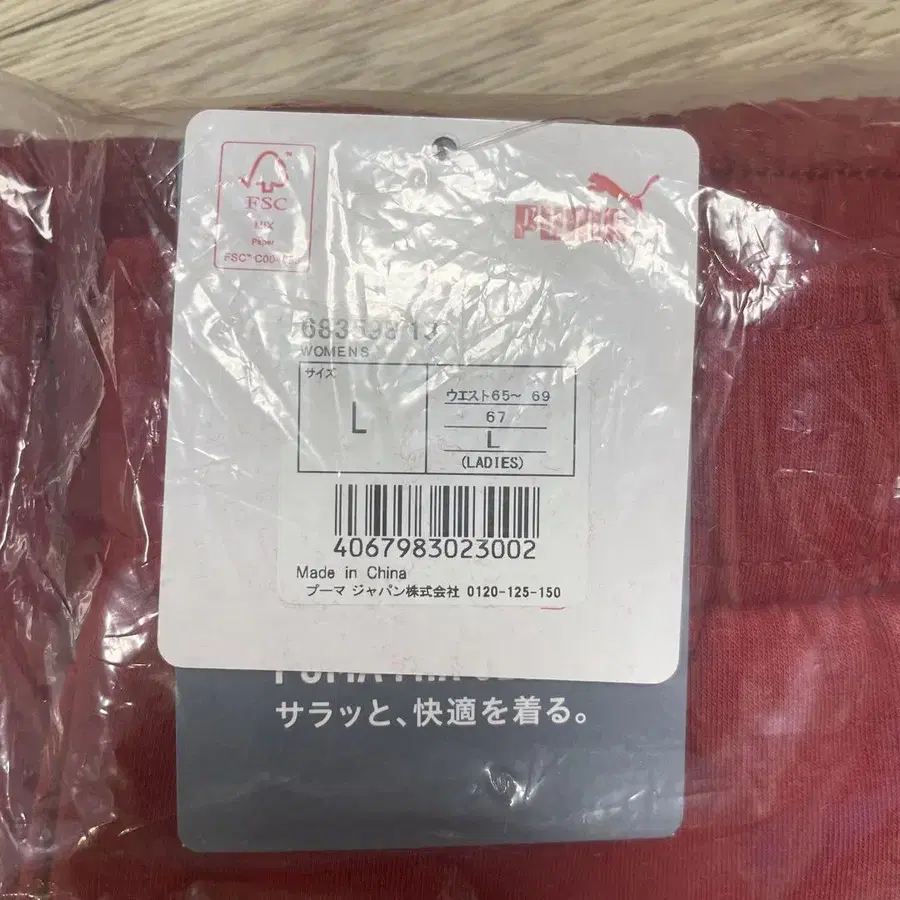 FSC
MIX
Paper
PUMA
WOMENS
サイズ
L
ウエスト65~ 69
67
L
(LADIES)
4067983023002
Made in China
プーマ ジャパン株式会社 0120-125-150
サラッと、快適を着る。